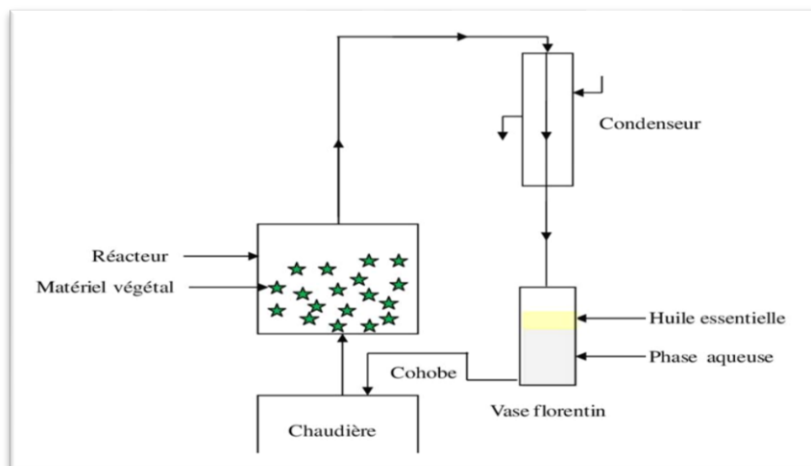 Condenseur
Réacteur
Matériel végétal
Huile essentielle
Phase aqueuse
Cohobe
Vase florentin
Chaudière